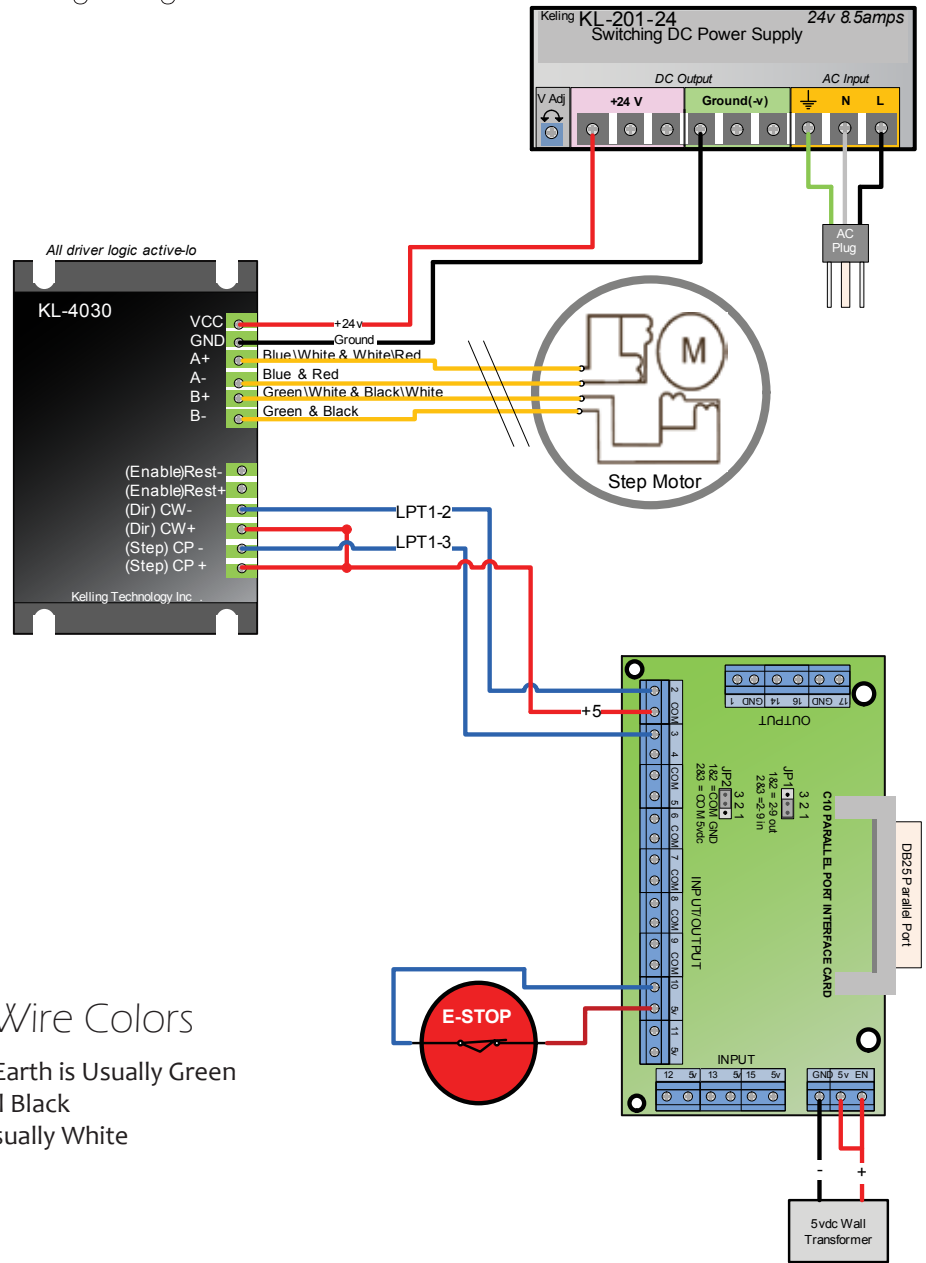 Keling KL-201-24 24v 8.5amps
Switching DC Power Supply
DC Output AC Input
V Adj +24 V Ground(-v) N L
AC
Plug
All driver logic active-lo
KL-4030
VCC
GND
A+
A-
B+
B-
+24v
Ground
Blue\White & White\Red
Blue & Red
Green\White & Black\White
Green & Black
M
Step Motor
(Enable)Rest-
(Enable)Rest+
(Dir) CW-
(Dir) CW+
(Step) CP -
(Step) CP +
Kelling Technology Inc .
LPT1-2
LPT1-3
+5
2
COM
3
4
COM
5
6
COM
7
COM
8
COM
9
COM
10
5v
11
5v
INPUT/OUTPUT
1 GND 14 16 GND 17
OUTPUT
JP2
3 2 1
1&2 = COM GND
2&3 = COM 5vdc
JP1
3 2 1
1&2 = 2-9 out
2&3 =2-9 in
C10 PARALLEL PORT INTERFACE CARD
DB25 Parallel Port
INPUT
12 5v 13 5v 15 5v
GND 5v EN
E-STOP
- +
5vdc Wall
Transformer
Wire Colors
Earth is Usually Green
Black
sually White